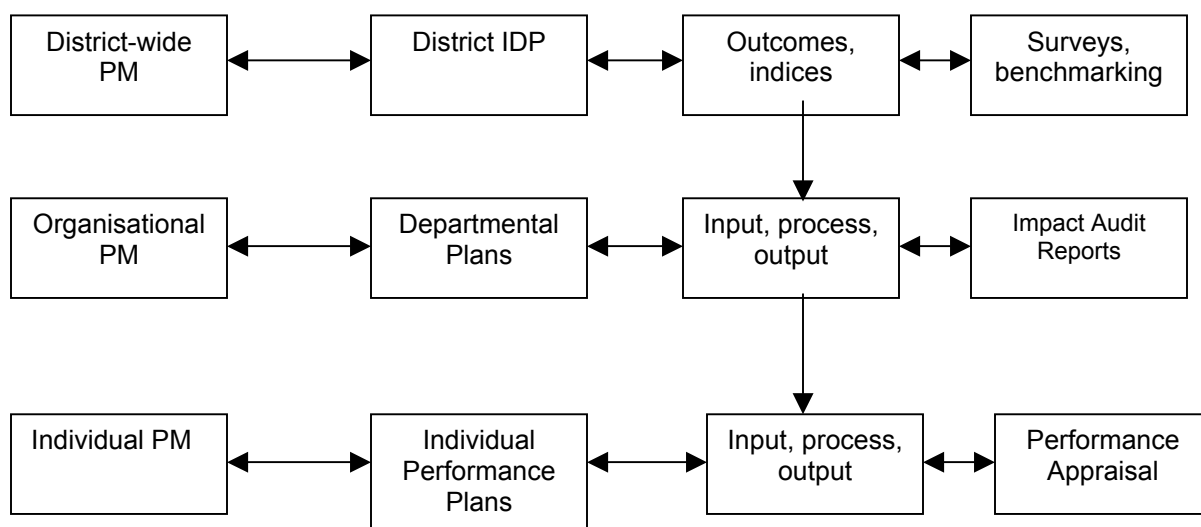 District-wide
PM
District IDP
Outcomes,
indices
Surveys,
benchmarking
Organisational
PM
Departmental
Plans
Input, process,
output
Impact Audit
Reports
Individual PM
Individual
Performance
Plans
Input, process,
output
Performance
Appraisal